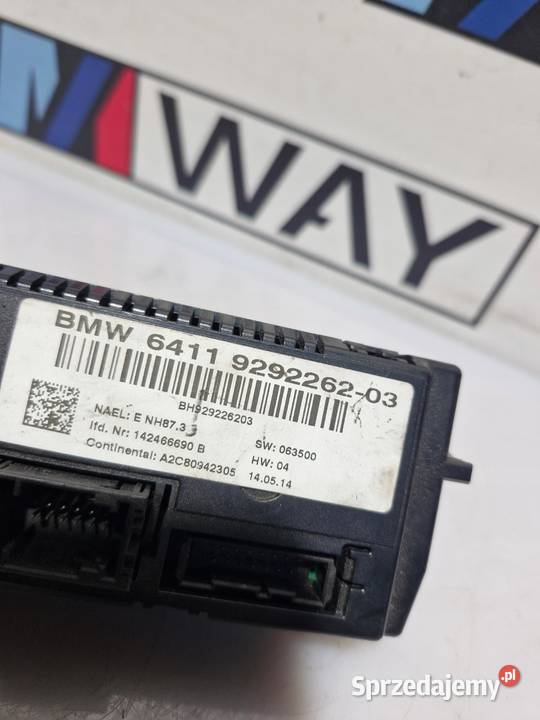 M WAY
BMW 6411 9292262-03
BH929226203
NAEL: E NH87.3
lfd. Nr: 142466690 B
Continental: A2C80942305
SW: 063500
HW: 04
14.05.14
Sprzedajemy.pl